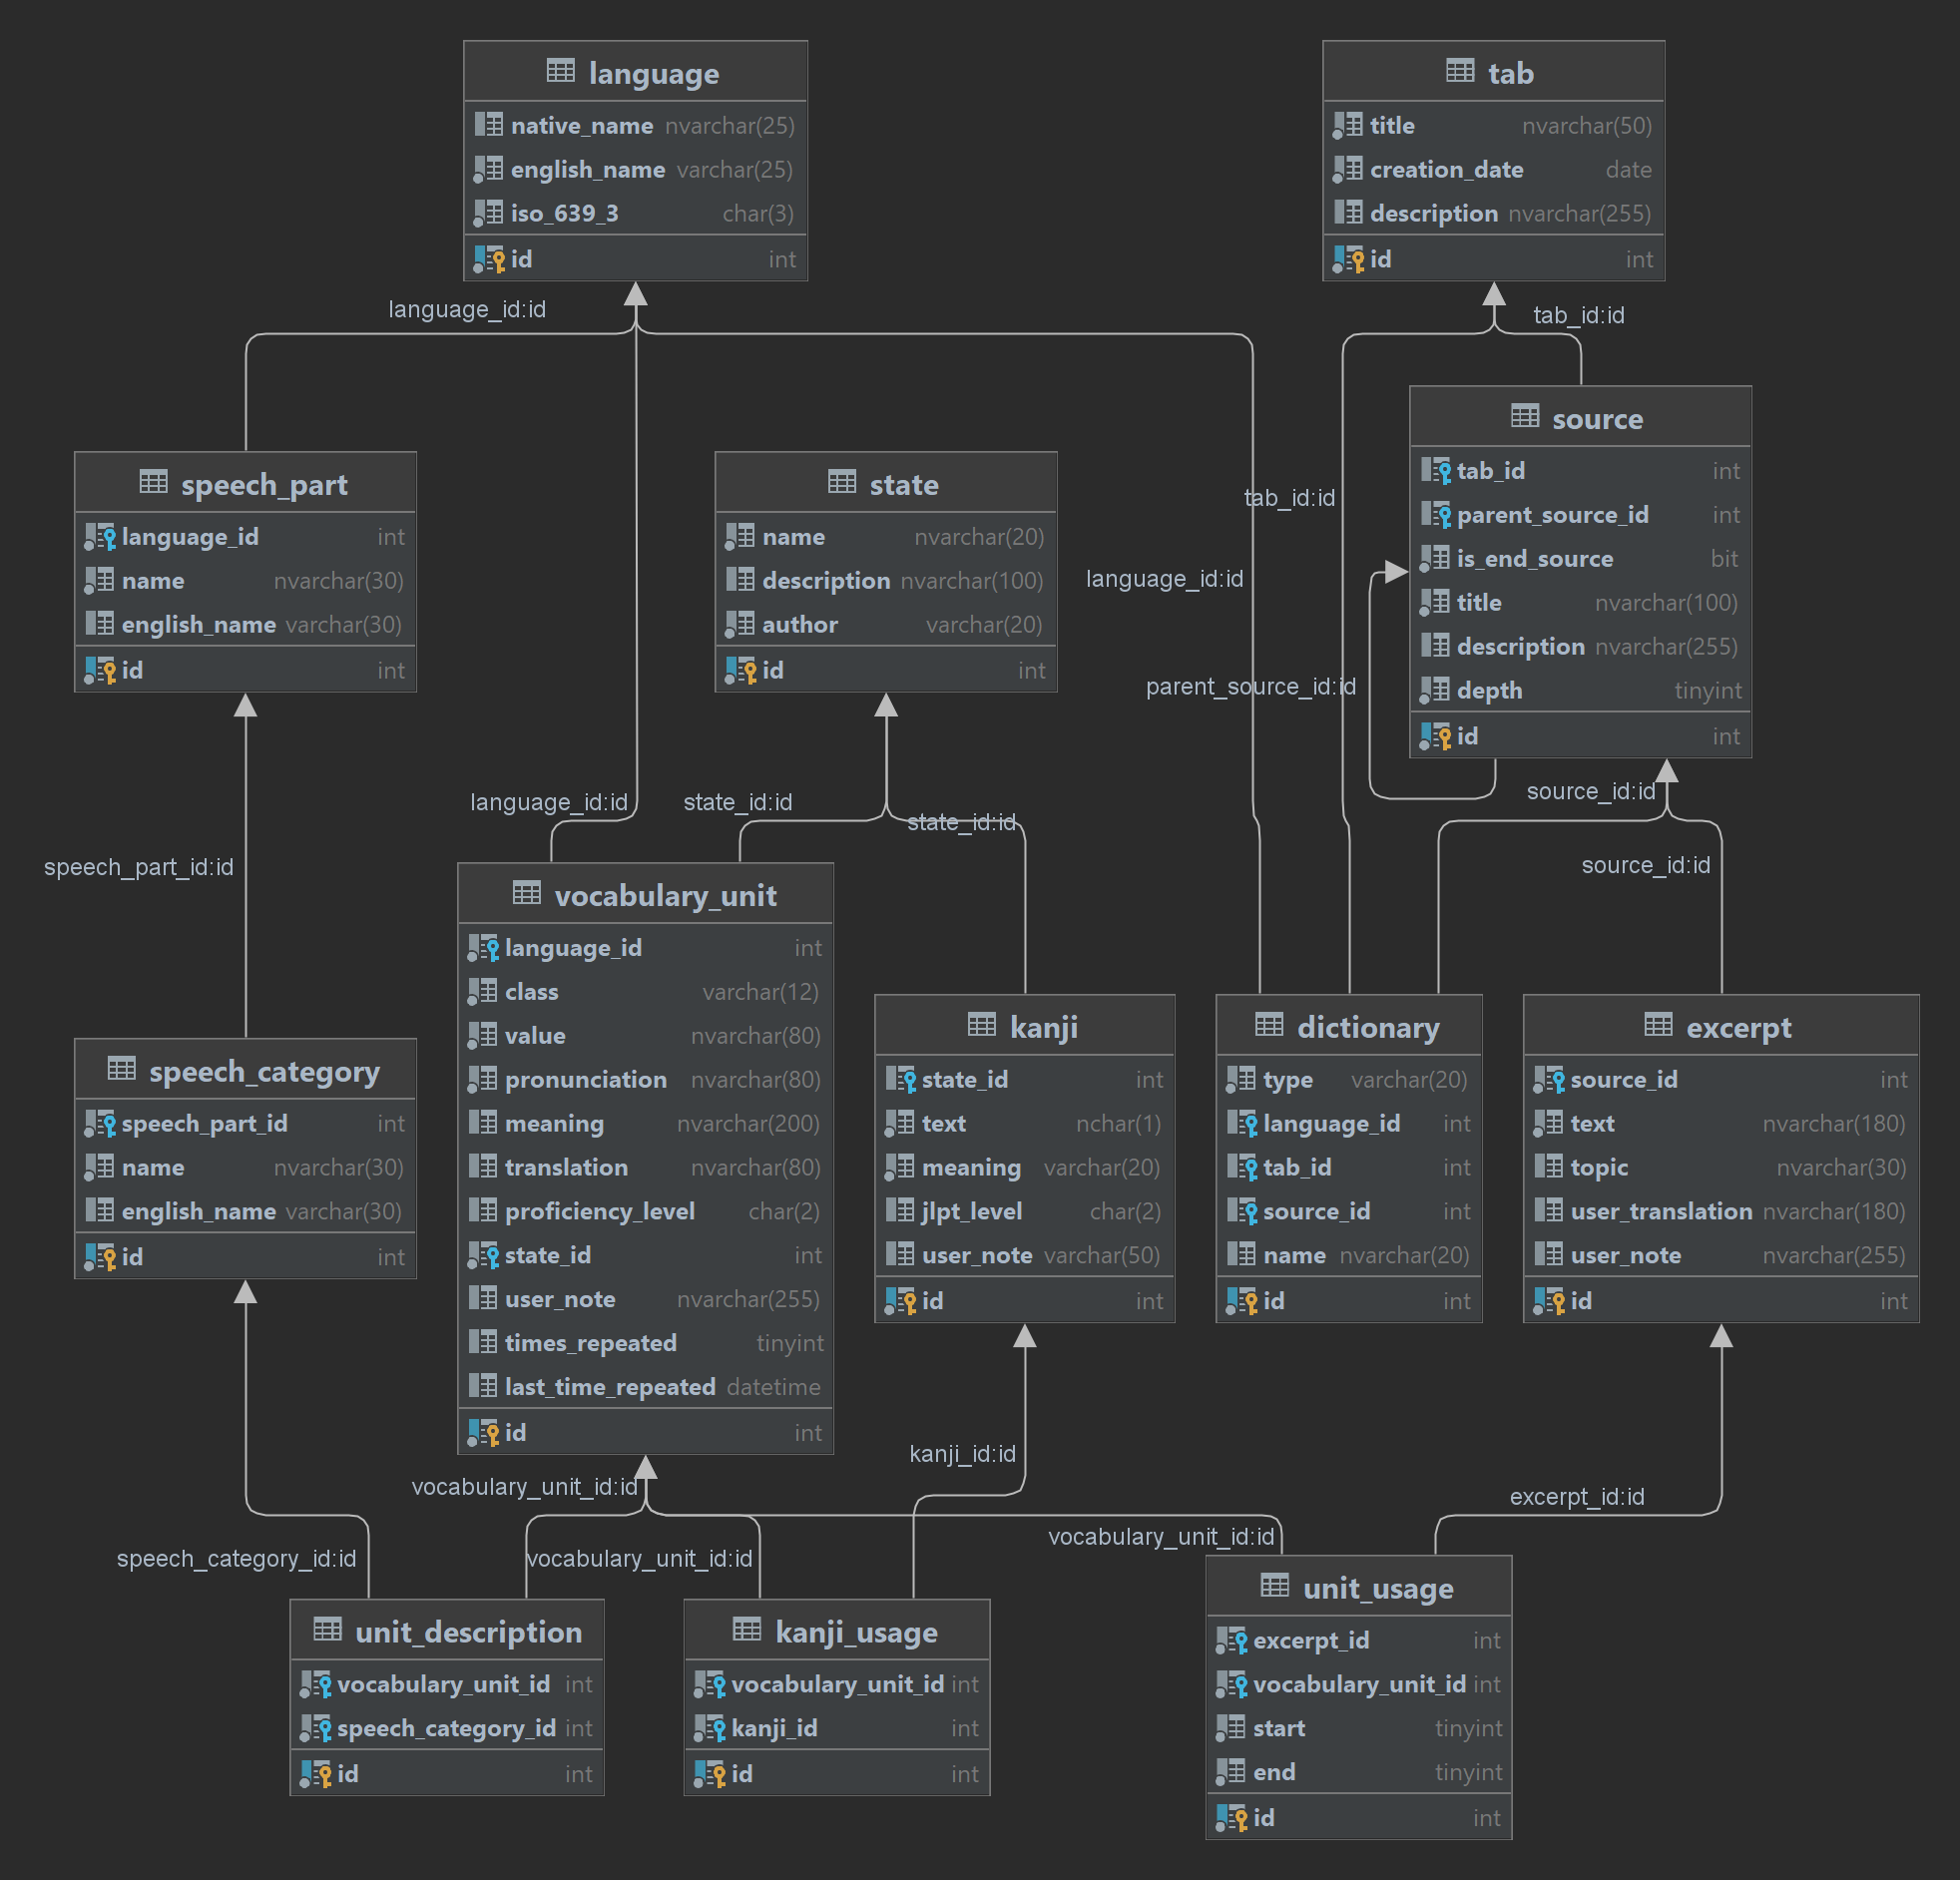 language
native_name nvarchar(25)
english_name varchar(25)
iso_639_3 char(3)
id int
tab
title nvarchar(50)
creation_date date
description nvarchar(255)
id int
language_id:id
tab_id:id
source
tab_id int
parent_source_id int
is_end_source bit
title nvarchar(100)
description nvarchar(255)
depth tinyint
id int
speech_part
language_id int
name nvarchar(30)
english_name varchar(30)
id int
state
name nvarchar(20)
description nvarchar(100)
author varchar(20)
id int
tab_id:id
language_id:id
parent_source_id:id
source_id:id
language_id:id
state_id:id
state_id:id
speech_part_id:id
source_id:id
vocabulary_unit
language_id int
class varchar(12)
value nvarchar(80)
pronunciation nvarchar(80)
meaning nvarchar(200)
translation nvarchar(80)
proficiency_level char(2)
state_id int
user_note nvarchar(255)
times_repeated tinyint
last_time_repeated datetime
id int
kanji
state_id int
text nchar(1)
meaning varchar(20)
jlpt_level char(2)
user_note varchar(50)
id int
dictionary
type varchar(20)
language_id int
tab_id int
source_id int
name nvarchar(20)
id int
excerpt
source_id int
text nvarchar(180)
topic nvarchar(30)
user_translation nvarchar(180)
user_note nvarchar(255)
id int
speech_category
speech_part_id int
name nvarchar(30)
english_name varchar(30)
id int
kanji_id:id
vocabulary_unit_id:id
excerpt_id:id
vocabulary_unit_id:id
speech_category_id:id
vocabulary_unit_id:id
unit_description
vocabulary_unit_id int
speech_category_id int
id int
kanji_usage
vocabulary_unit_id int
kanji_id int
id int
unit_usage
excerpt_id int
vocabulary_unit_id int
start tinyint
end tinyint
id int